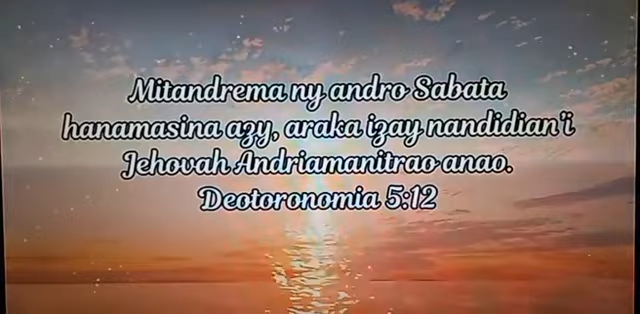 Mitandrema ny andro Sabata
hanamasina azy, araka izay nandidian'i
Jehovah Andriamanitrao anao.
Deotoronomia 5:12